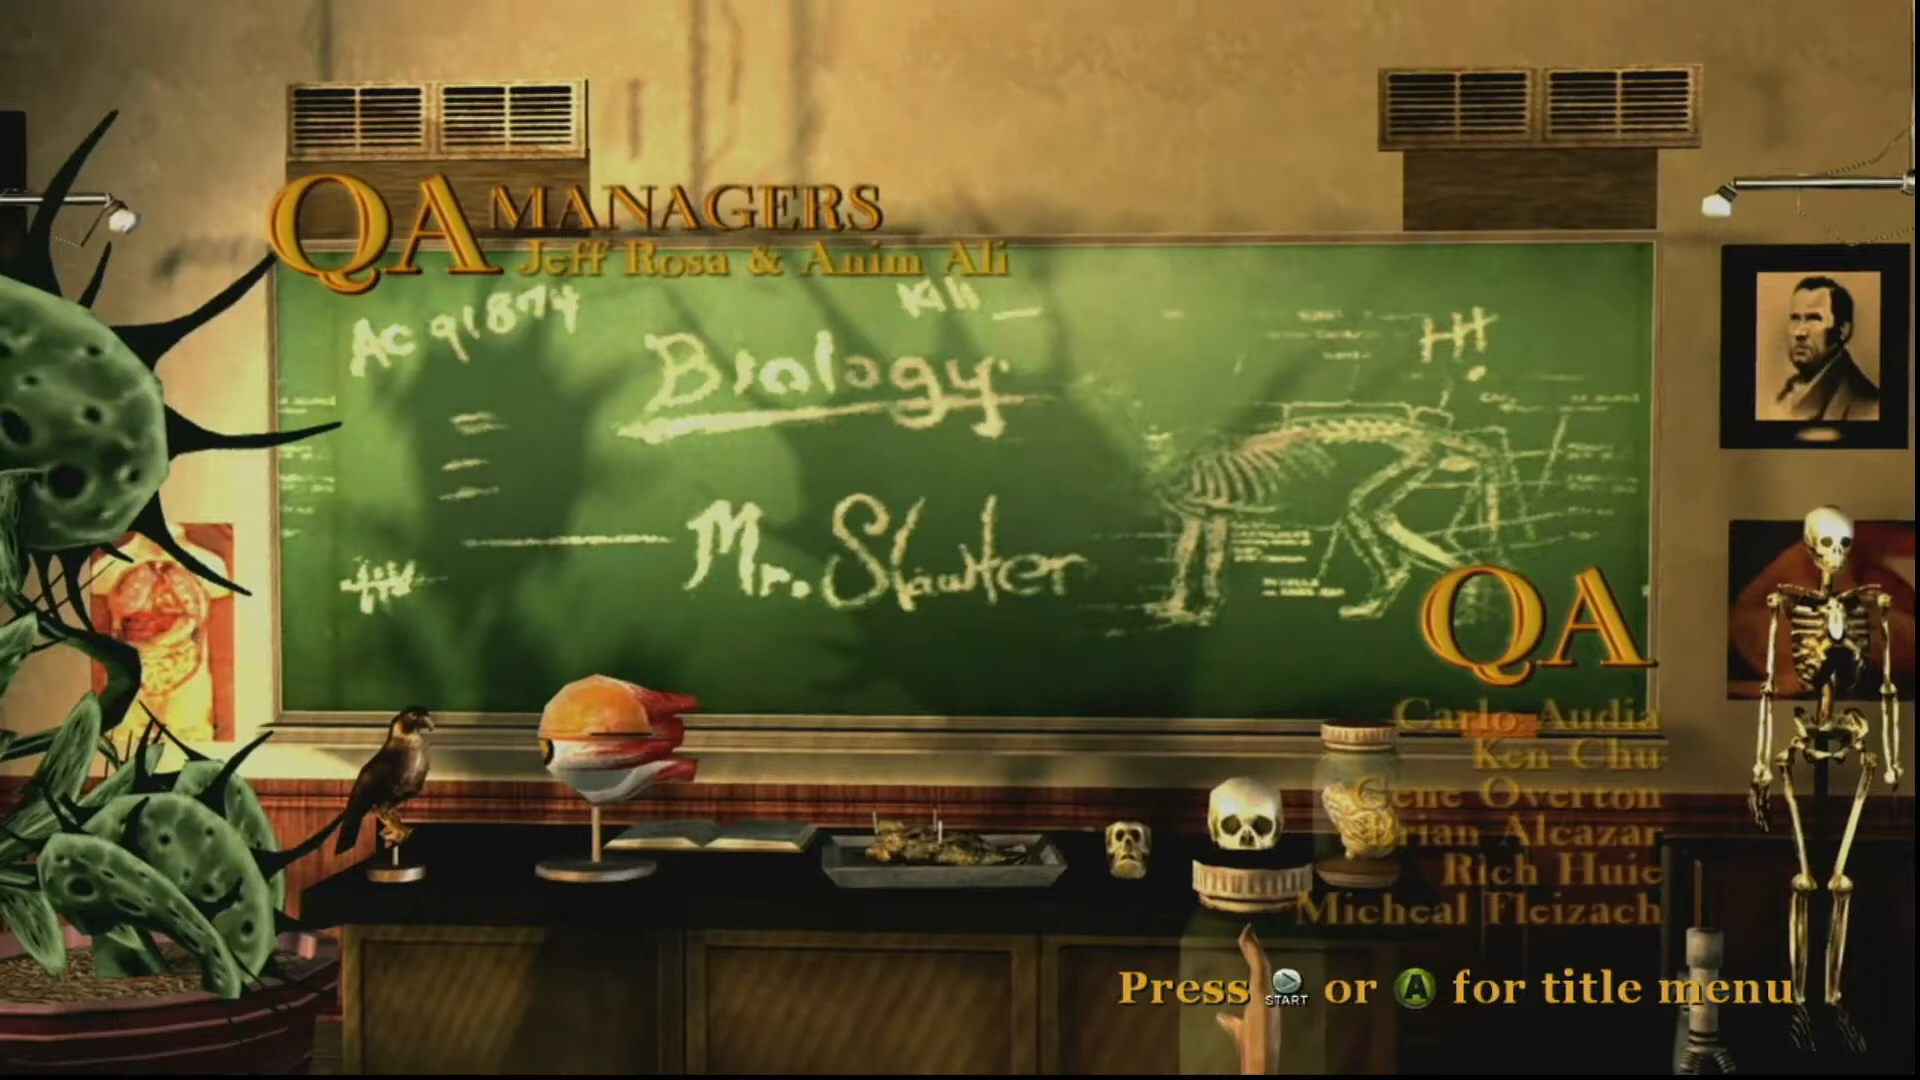 QA MANAGERS
Jeff Rosa & Anim Ali
Ac 91874
Biology
Mr. Slawter
QA
Carlo Audia
Ken Chu
Gene Overton
Brian Alcazar
Rich Huie
Micheal Fleizach
Press START or A for title menu